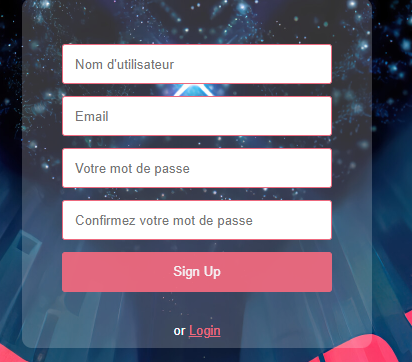 Nom d'utilisateur
Email
Votre mot de passe
Confirmez votre mot de passe
Sign Up
or Login